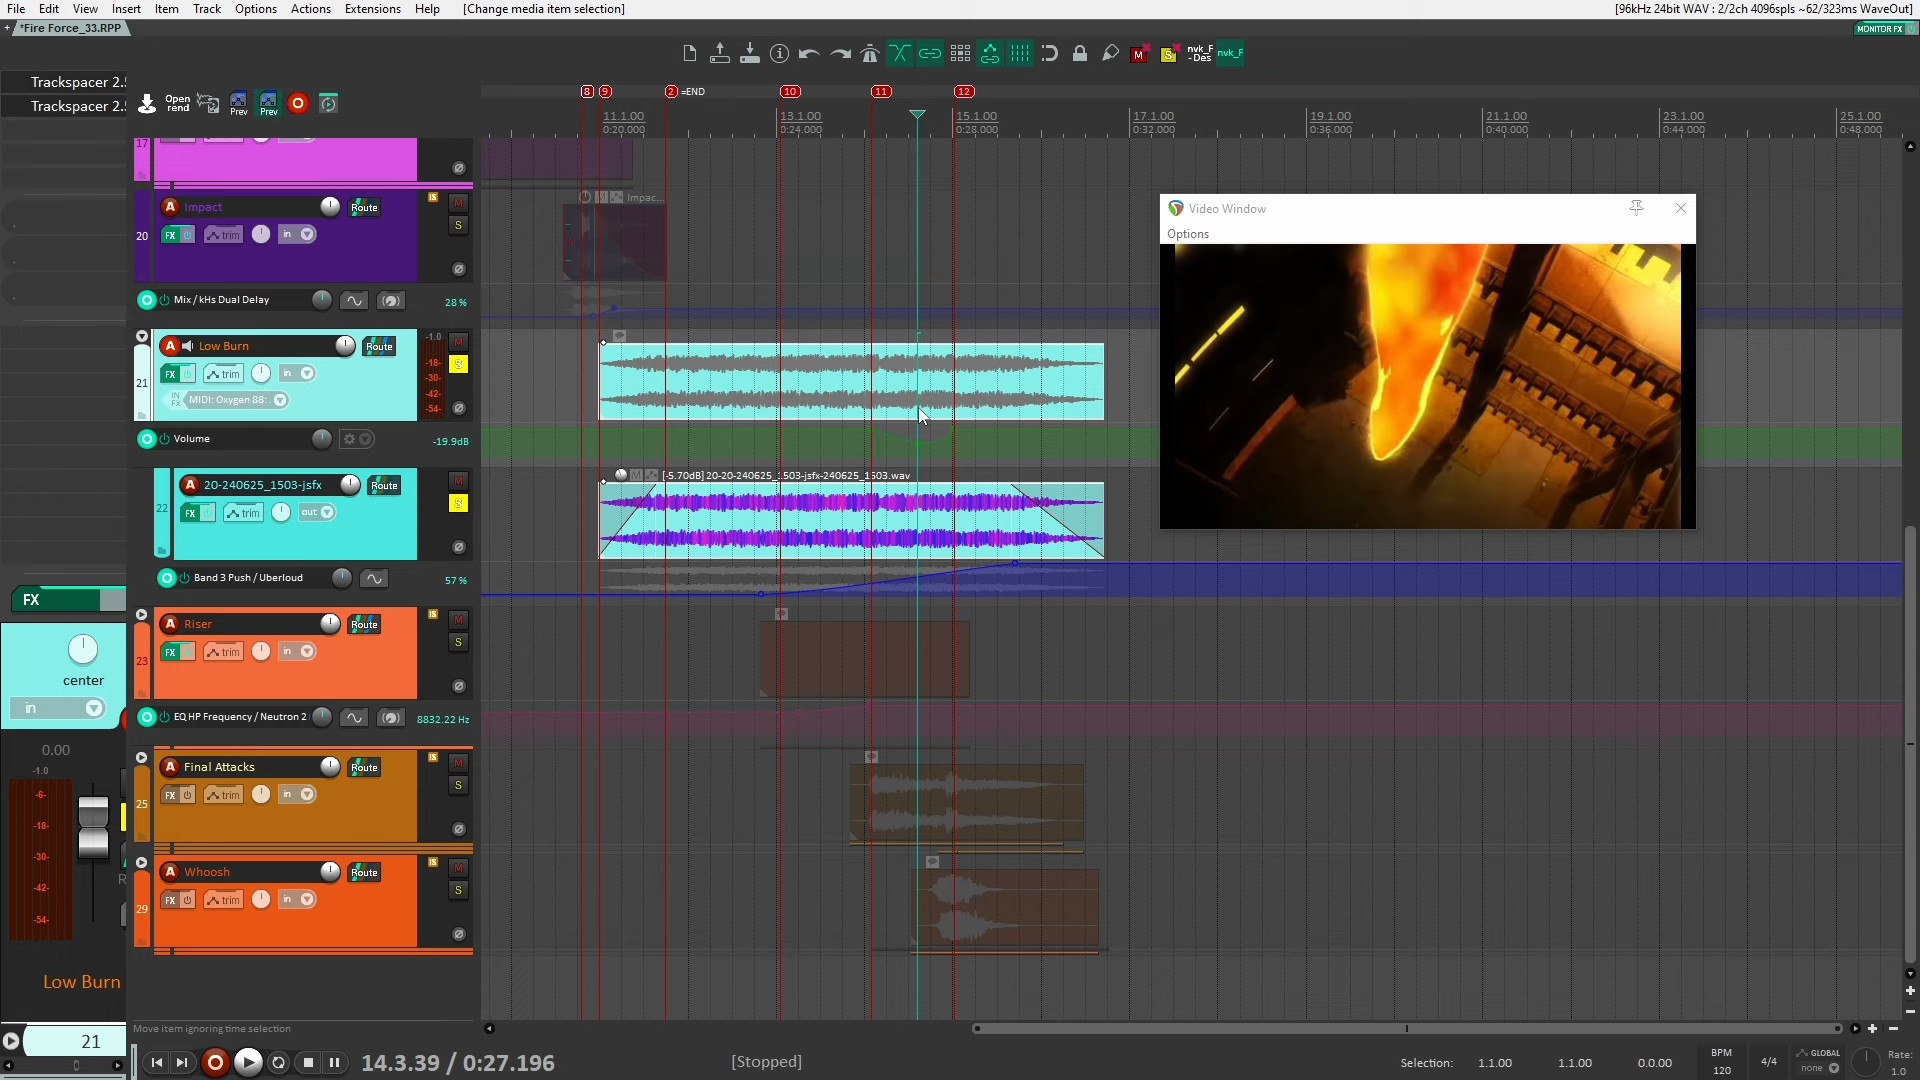 File Edit View Insert Item Track Options Actions Extensions Help [Change media item selection] [96kHz 24bit WAV : 2/2ch 4096spls ~62/323ms WaveOut]
*Fire Force_33.RPP MONITOR FX
Trackspacer 2.
Trackspacer 2.
Open rend Prev Prev
M S nvk_F -Des nvk_F
8 9 2 =END 10 11 12
11.1.00 13.1.00 15.1.00 17.1.00 19.1.00 21.1.00 23.1.00 25.1.00
0:20.000 0:24.000 0:28.000 0:32.000 0:36.000 0:40.000 0:44.000 0:48.000
17
20 A Impact Route M
FX trim in S
Impac...
Mix / kHs Dual Delay 28 %
Video Window
Options
21 A Low Burn Route -1.0 M
FX trim in -18- S
IN FX MIDI: Oxygen 88: -30- -42- -54-
Volume -19.9dB
22 A 20-240625_1503-jsfx Route M
FX trim out S
[-5.70dB] 20-20-240625_1503-jsfx-240625_1503.wav
Band 3 Push / Uberloud 57 %
23 A Riser Route M
FX trim in S
EQ HP Frequency / Neutron 2 8832.22 Hz
25 A Final Attacks Route M
FX trim in S
29 A Whoosh Route M
FX trim in S
FX
center
in
0.00
-1.0
-6-
-18-
-30-
-42-
-54-
Low Burn
21
Move item ignoring time selection
14.3.39 / 0:27.196 [Stopped] Selection: 1.1.00 1.1.00 0.0.00 BPM 120 4/4 GLOBAL none Rate: 1.0